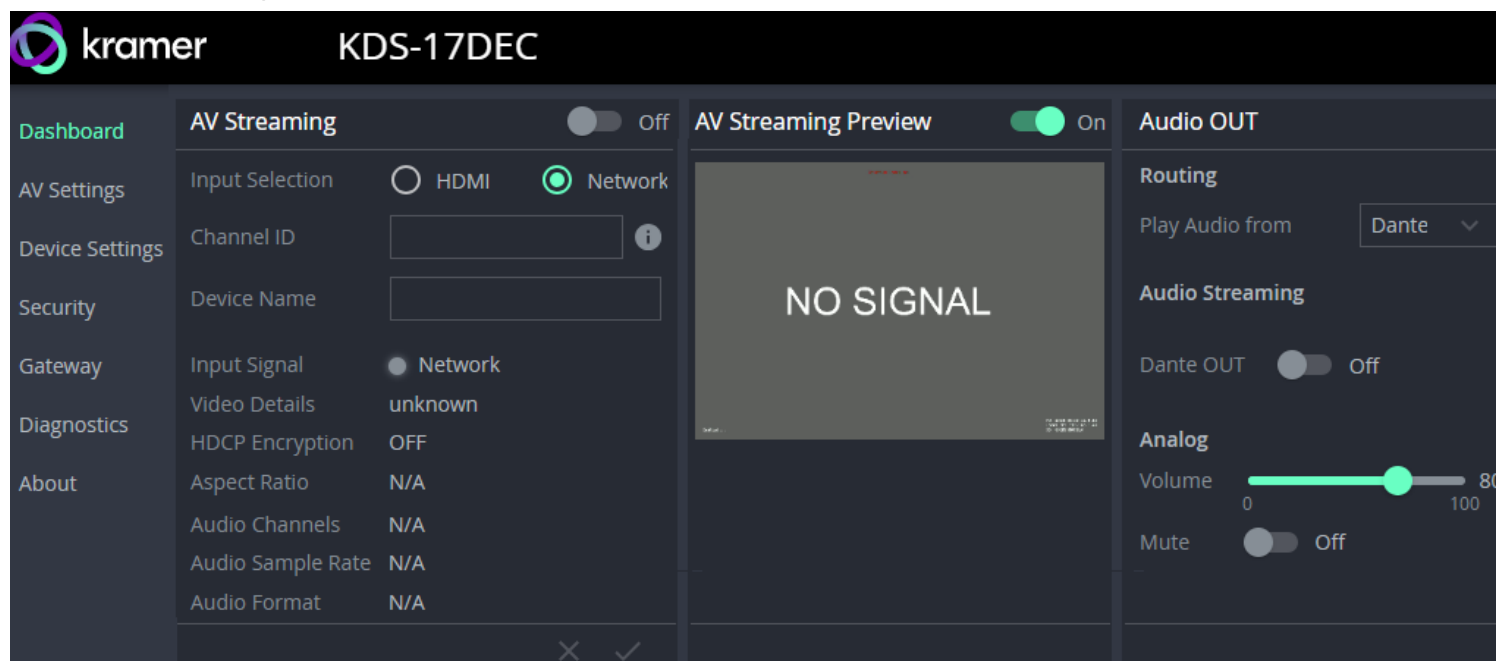 kramer KDS-17DEC
Dashboard
AV Settings
Device Settings
Security
Gateway
Diagnostics
About
AV Streaming Off
Input Selection HDMI Network
Channel ID
Device Name
Input Signal Network
Video Details unknown
HDCP Encryption OFF
Aspect Ratio N/A
Audio Channels N/A
Audio Sample Rate N/A
Audio Format N/A
AV Streaming Preview On
NO SIGNAL
Audio OUT
Routing
Play Audio from Dante
Audio Streaming
Dante OUT Off
Analog
Volume 80
0 100
Mute Off